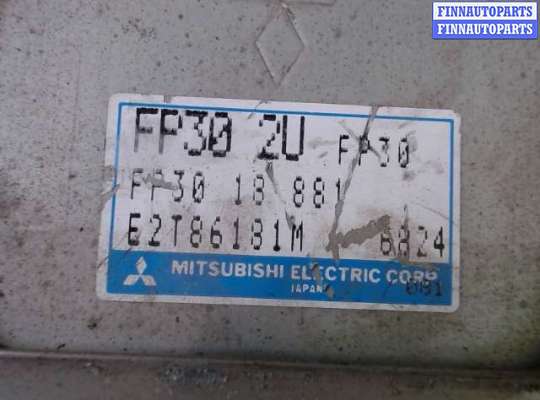 FINNAUTOPARTS
FINNAUTOPARTS
FP30 2U FP30
FP30 18 881
E2T86181M 6824
MITSUBISHI ELECTRIC CORP.
JAPAN